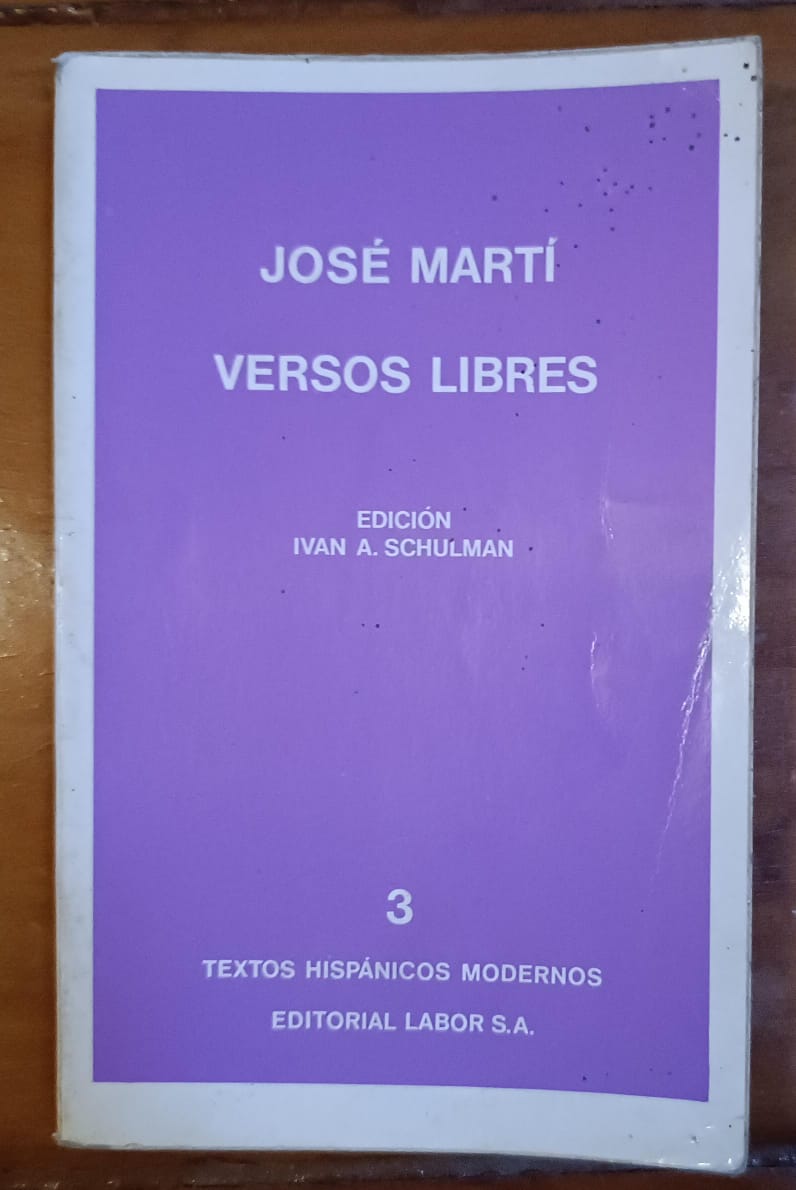 JOSÉ MARTÍ
VERSOS LIBRES
EDICIÓN
IVAN A. SCHULMAN
3
TEXTOS HISPÁNICOS MODERNOS
EDITORIAL LABOR S.A.